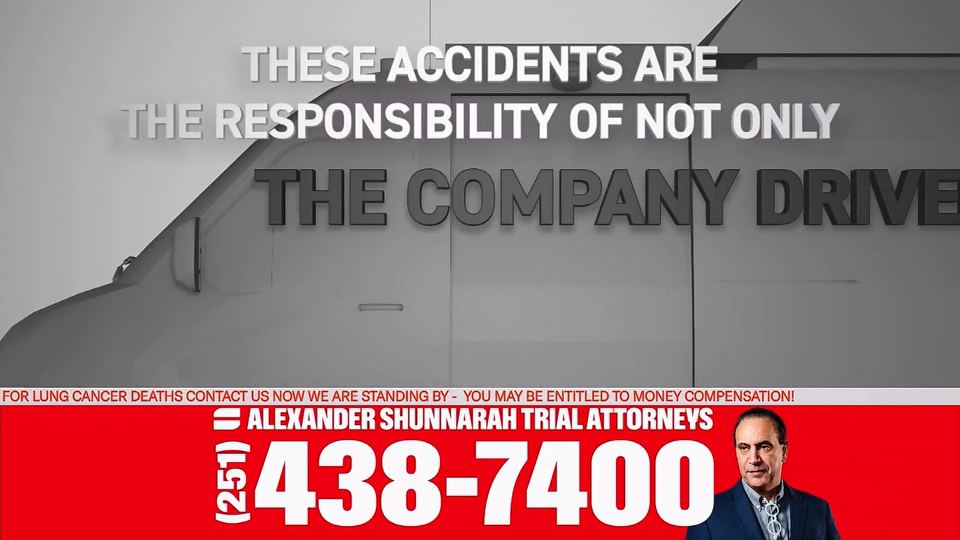 THESE ACCIDENTS ARE
THE RESPONSIBILITY OF NOT ONLY
THE COMPANY DRIVE
FOR LUNG CANCER DEATHS CONTACT US NOW WE ARE STANDING BY - YOU MAY BE ENTITLED TO MONEY COMPENSATION!
ALEXANDER SHUNNARAH TRIAL ATTORNEYS
(251) 438-7400